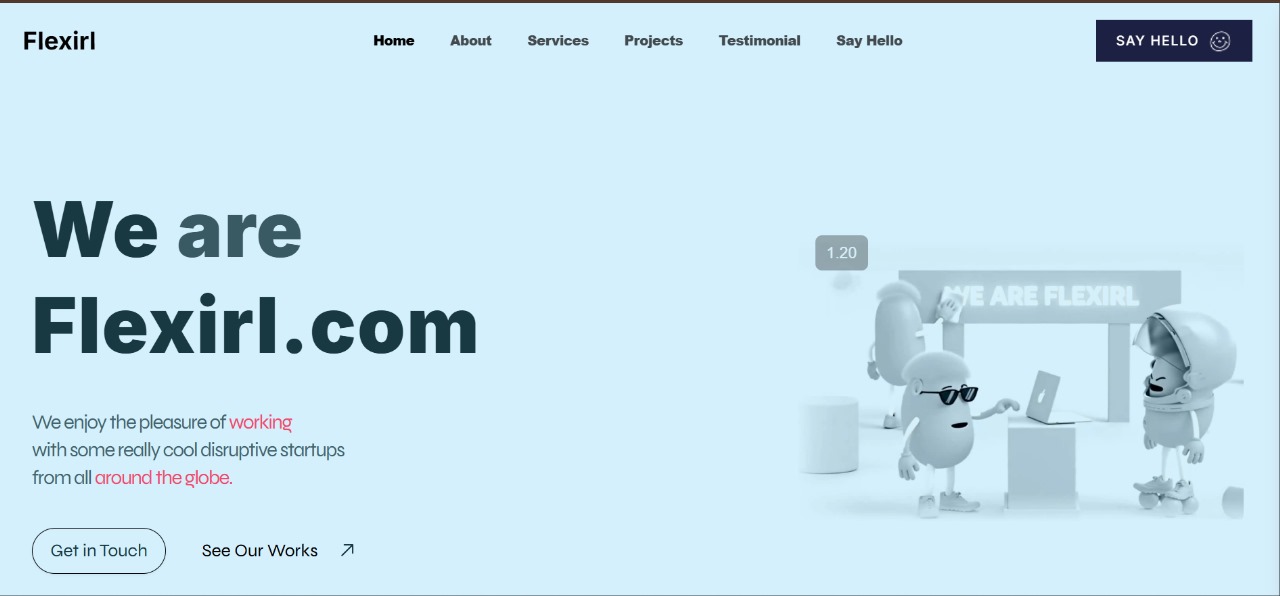 Flexirl
Home About Services Projects Testimonial Say Hello
SAY HELLO
We are
Flexirl.com
1.20
WE ARE FLEXIRL
We enjoy the pleasure of working
with some really cool disruptive startups
from all around the globe.
Get in Touch
See Our Works